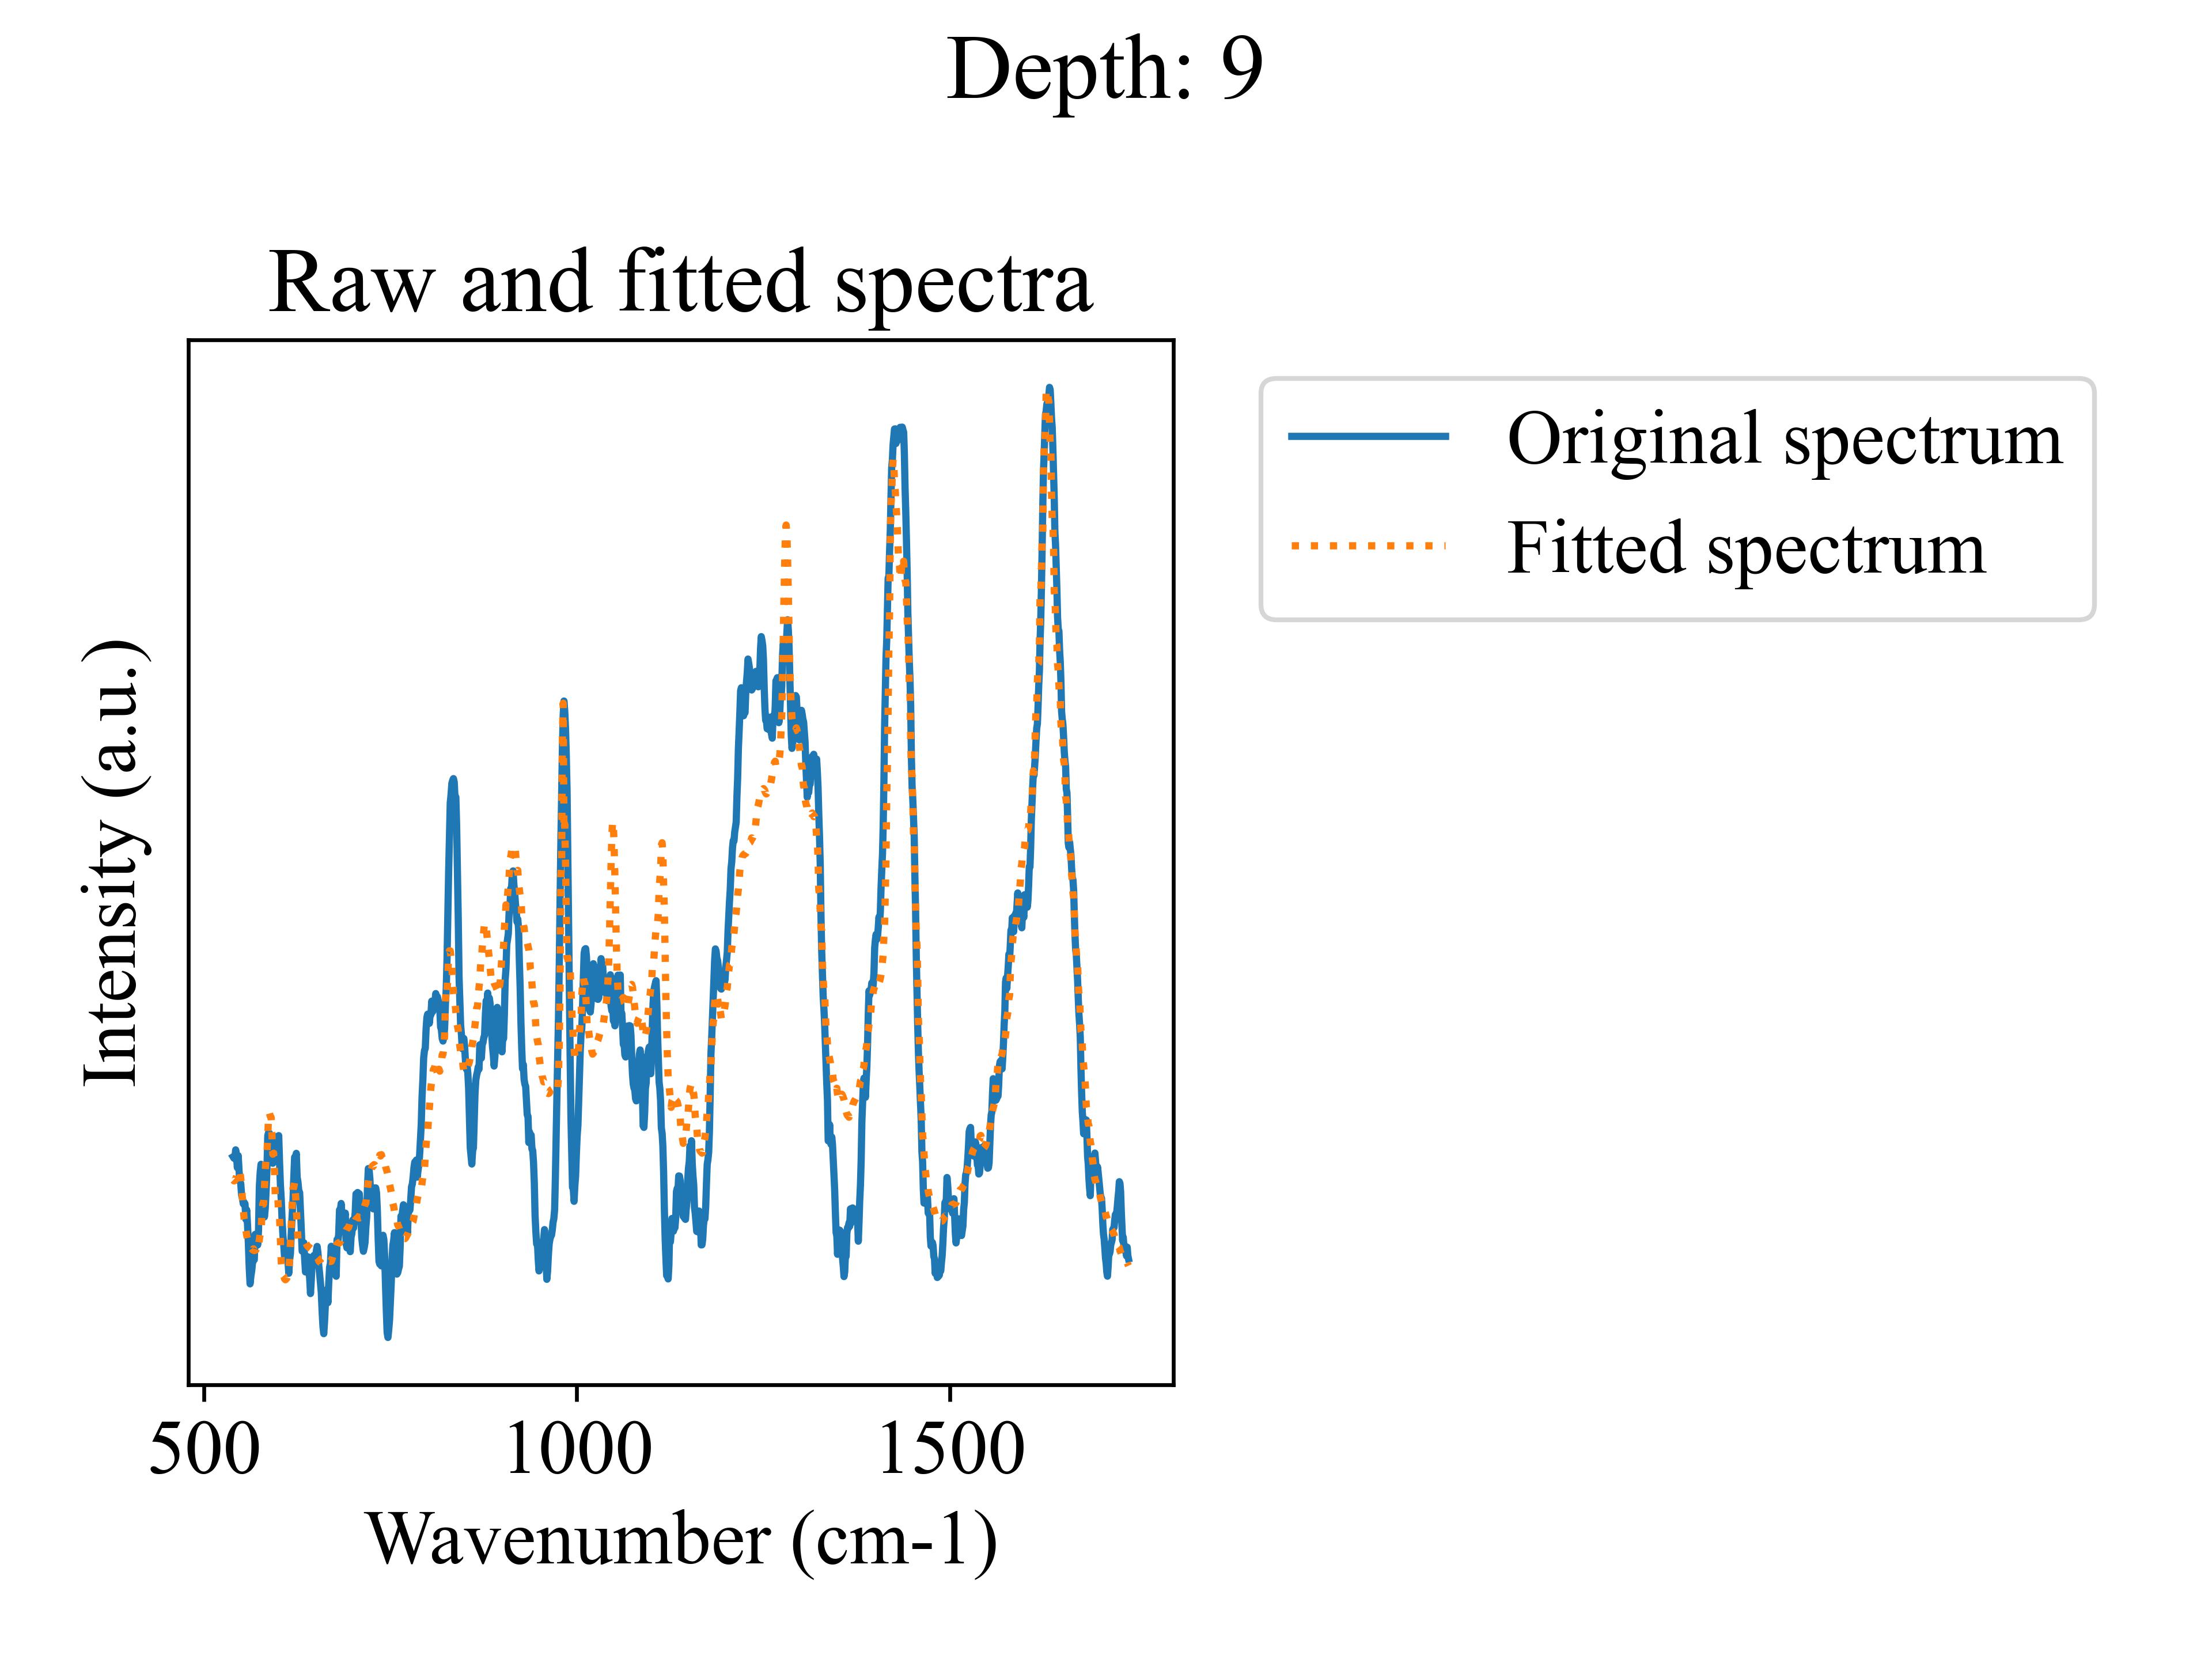 Depth: 9
Raw and fitted spectra
Original spectrum
Fitted spectrum
Intensity (a.u.)
500 1000 1500
Wavenumber (cm-1)